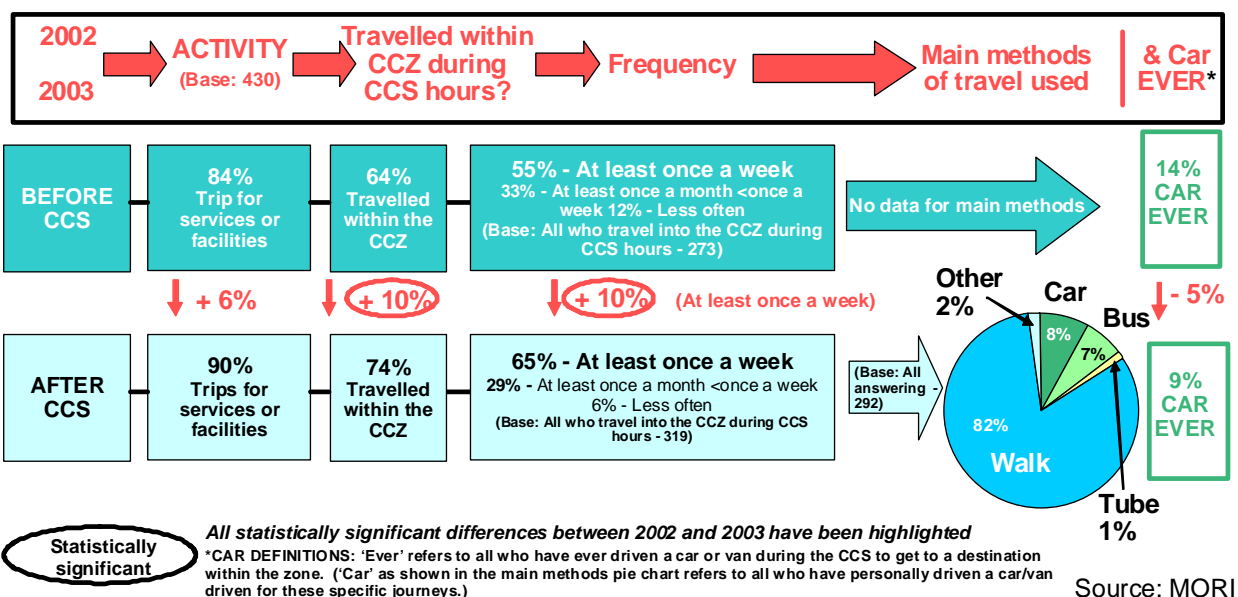 2002
2003
ACTIVITY
(Base: 430)
Travelled within
CCZ during
CCS hours?
Frequency
Main methods
of travel used
& Car
EVER*
BEFORE
CCS
84%
Trip for
services or
facilities
64%
Travelled
within the
CCZ
55% - At least once a week
33% - At least once a month <once a
week 12% - Less often
(Base: All who travel into the CCZ during
CCS hours - 273)
No data for main methods
14%
CAR
EVER
+ 6%
+ 10%
+ 10%
(At least once a week)
- 5%
AFTER
CCS
90%
Trips for
services or
facilities
74%
Travelled
within the
CCZ
65% - At least once a week
29% - At least once a month <once a week
6% - Less often
(Base: All who travel into the CCZ during CCS
hours - 319)
(Base: All
answering -
292)
Other
2%
Car
8%
Bus
7%
82%
Walk
Tube
1%
9%
CAR
EVER
Statistically
significant
All statistically significant differences between 2002 and 2003 have been highlighted
*CAR DEFINITIONS: ‘Ever’ refers to all who have ever driven a car or van during the CCS to get to a destination
within the zone. (‘Car’ as shown in the main methods pie chart refers to all who have personally driven a car/van
driven for these specific journeys.)
Source: MORI